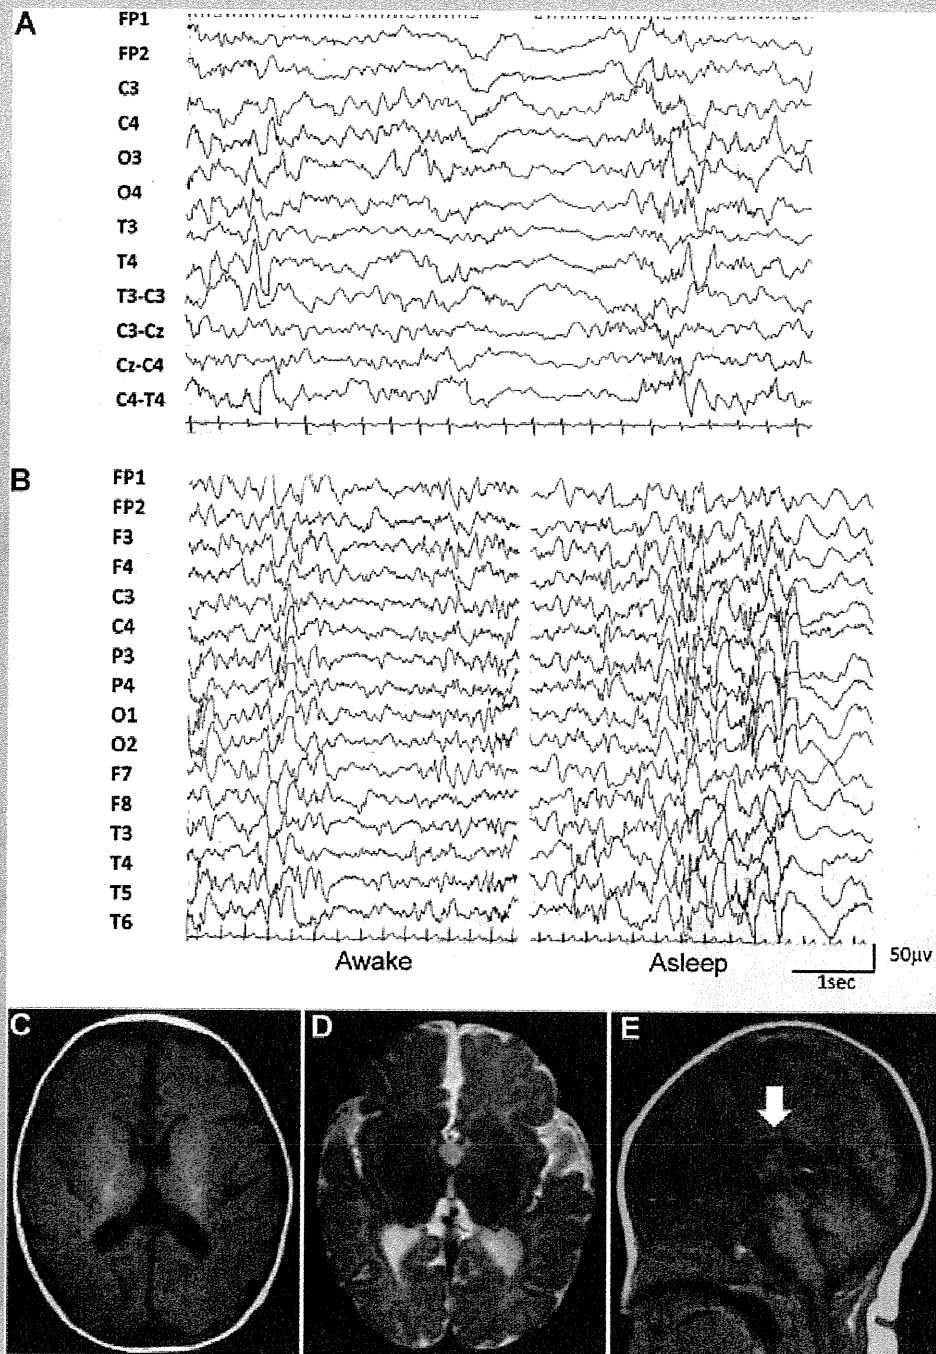 A
FP1
FP2
C3
C4
O3
O4
T3
T4
T3-C3
C3-Cz
Cz-C4
C4-T4
B
FP1
FP2
F3
F4
C3
C4
P3
P4
O1
O2
F7
F8
T3
T4
T5
T6
Awake
Asleep
50μv
1sec
C
D
E